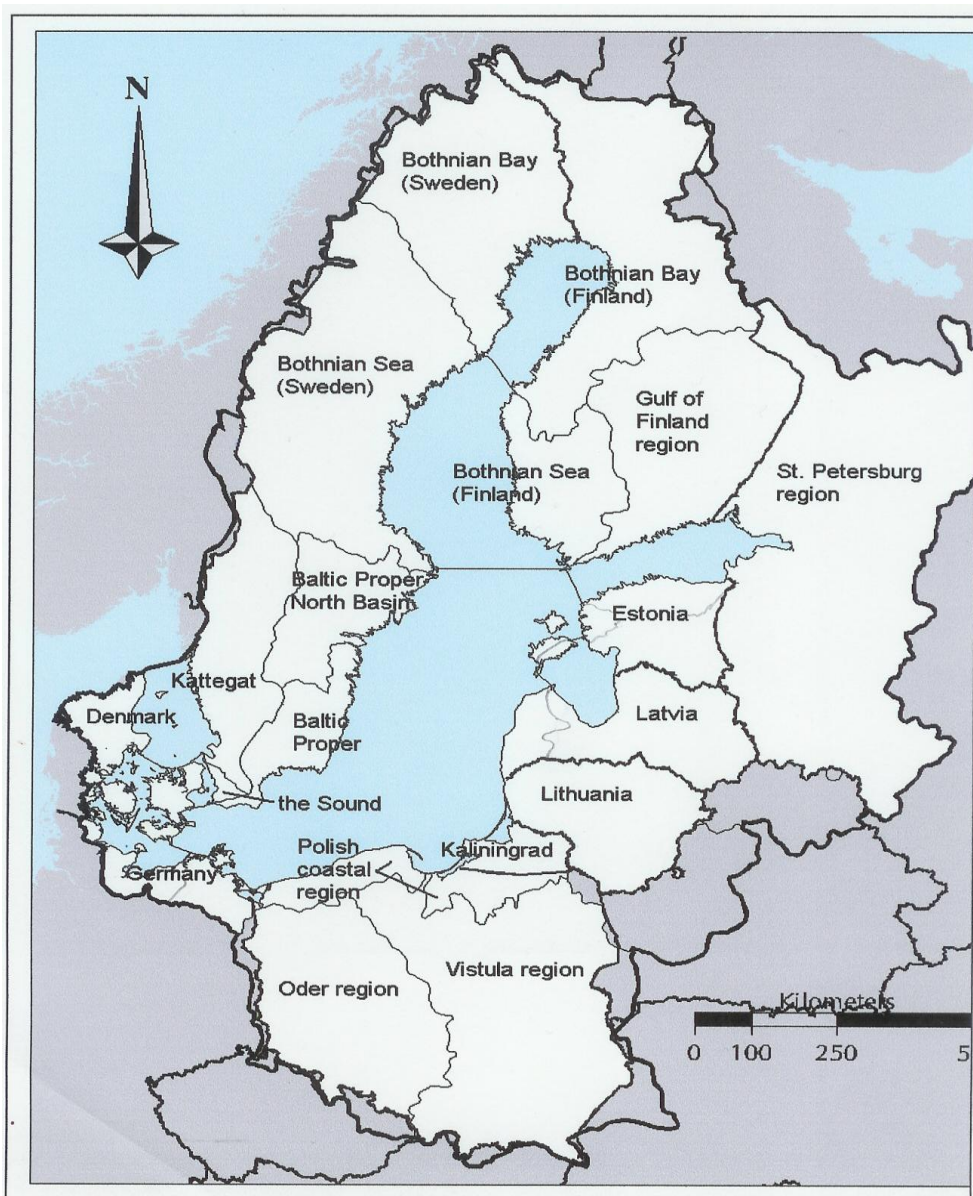 N
Bothnian Bay
(Sweden)
Bothnian Bay
(Finland)
Bothnian Sea
(Sweden)
Gulf of
Finland
region
Bothnian Sea
(Finland)
St. Petersburg
region
Baltic Proper
North Basin
Estonia
Kattegat
Denmark
Baltic
Proper
Latvia
the Sound
Lithuania
Polish
coastal
region
Kaliningrad
Germany
Vistula region
Oder region
Kilometers
0 100 250 5